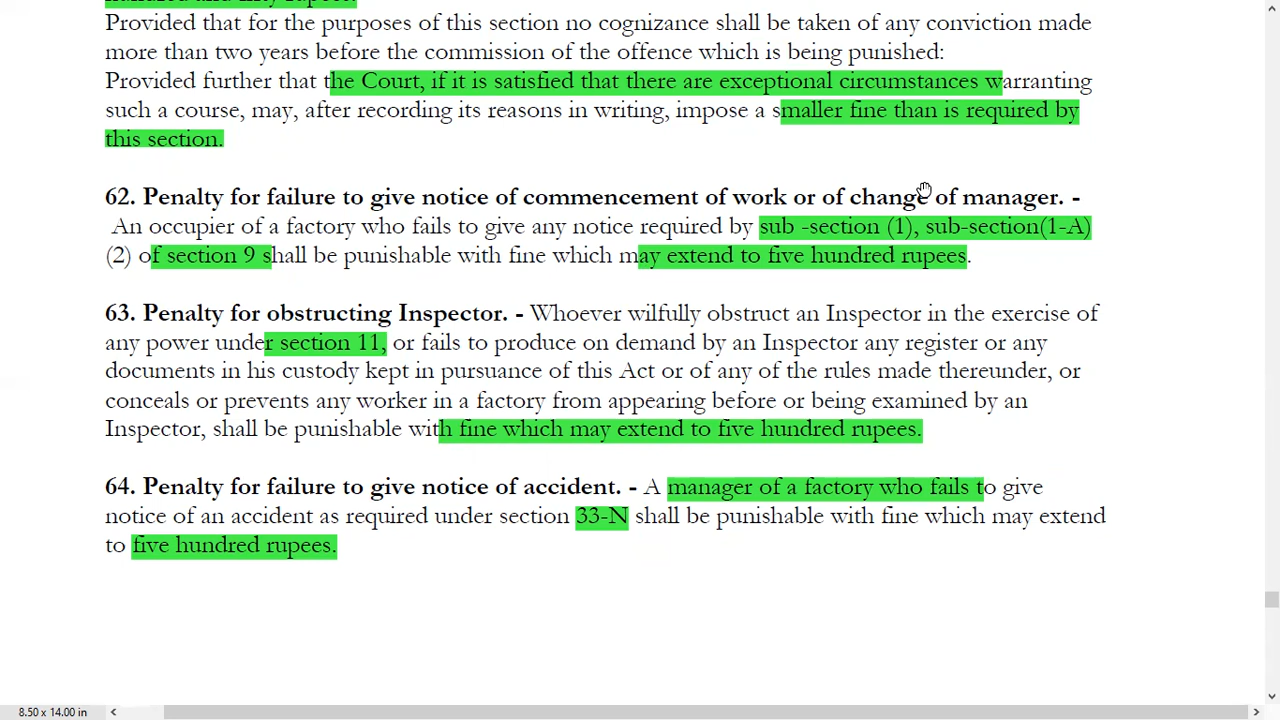 hundred and fifty rupees.
Provided that for the purposes of this section no cognizance shall be taken of any conviction made
more than two years before the commission of the offence which is being punished:
Provided further that the Court, if it is satisfied that there are exceptional circumstances warranting
such a course, may, after recording its reasons in writing, impose a smaller fine than is required by
this section.
62. Penalty for failure to give notice of commencement of work or of change of manager. -
An occupier of a factory who fails to give any notice required by sub -section (1), sub-section(1-A)
(2) of section 9 shall be punishable with fine which may extend to five hundred rupees.
63. Penalty for obstructing Inspector. - Whoever wilfully obstruct an Inspector in the exercise of
any power under section 11, or fails to produce on demand by an Inspector any register or any
documents in his custody kept in pursuance of this Act or of any of the rules made thereunder, or
conceals or prevents any worker in a factory from appearing before or being examined by an
Inspector, shall be punishable with fine which may extend to five hundred rupees.
64. Penalty for failure to give notice of accident. - A manager of a factory who fails to give
notice of an accident as required under section 33-N shall be punishable with fine which may extend
to five hundred rupees.
8.50 x 14.00 in